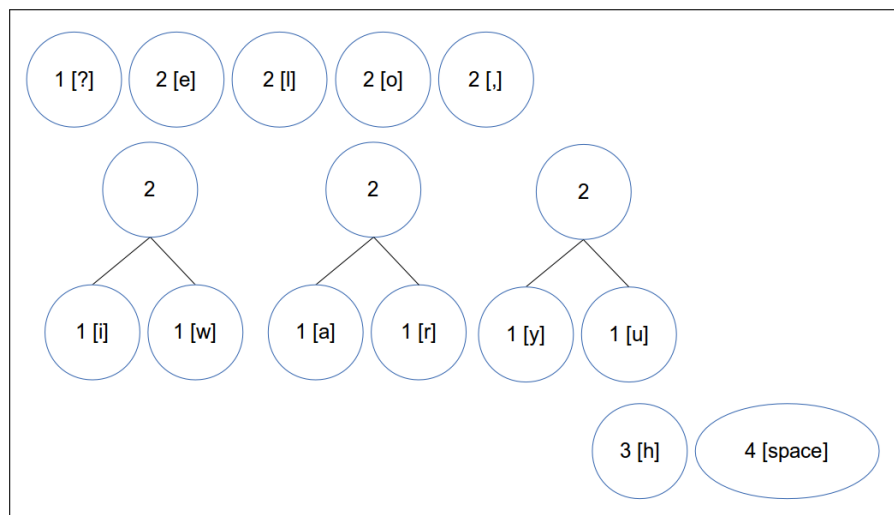 1 [?] 2 [e] 2 [l] 2 [o] 2 [,]
2 2 2
1 [i] 1 [w] 1 [a] 1 [r] 1 [y] 1 [u]
3 [h] 4 [space]